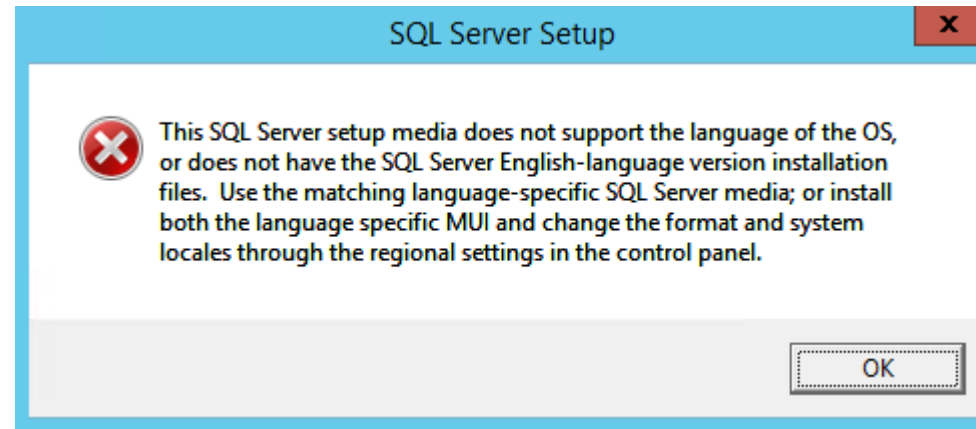 SQL Server Setup
x
This SQL Server setup media does not support the language of the OS,
or does not have the SQL Server English-language version installation
files.  Use the matching language-specific SQL Server media; or install
both the language specific MUI and change the format and system
locales through the regional settings in the control panel.
OK